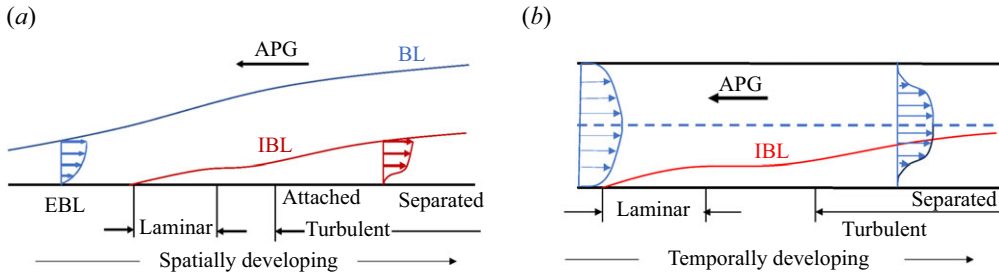 (a)
APG
BL
IBL
EBL
Attached
Separated
Laminar
Turbulent
Spatially developing
(b)
APG
IBL
Separated
Laminar
Turbulent
Temporally developing